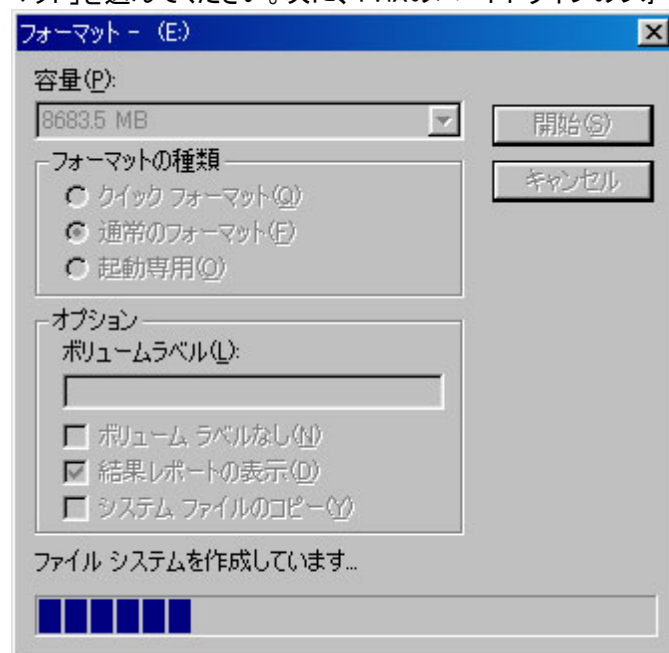 フォーマット - (E:)
容量(P):
8683.5 MB
開始(S)
フォーマットの種類
キャンセル
クイック フォーマット(Q)
通常のフォーマット(F)
起動専用(O)
オプション
ボリュームラベル(L):
ボリューム ラベルなし(N)
結果レポートの表示(D)
システム ファイルのコピー(Y)
ファイル システムを作成しています...